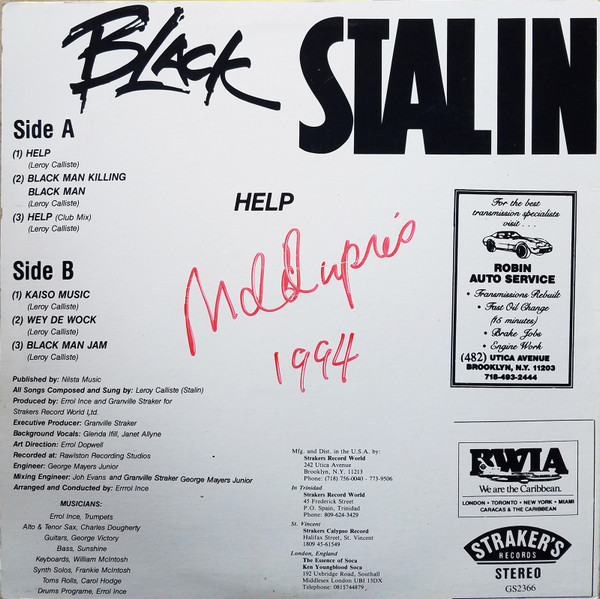 BLACK STALIN
Side A
(1) HELP
(Leroy Calliste)
(2) BLACK MAN KILLING
BLACK MAN
(Leroy Calliste)
(3) HELP (Club Mix)
(Leroy Calliste)
Side B
(1) KAISO MUSIC
(Leroy Calliste)
(2) WEY DE WOCK
(Leroy Calliste)
(3) BLACK MAN JAM
(Leroy Calliste)
HELP
1994
Published by: Nilsta Music
All Songs Composed and Sung by: Leroy Calliste (Stalin)
Produced by: Errol Ince and Granville Straker for
Strakers Record World Ltd.
Executive Producer: Granville Straker
Background Vocals: Glenda Ifill, Janet Allyne
Art Direction: Errol Dopwell
Recorded at: Rawlston Recording Studios
Engineer: George Mayers Junior
Mixing Engineer: Joh Evans and Granville Straker George Mayers Junior
Arranged and Conducted by: Errrol Ince
MUSICIANS:
Errol Ince, Trumpets
Alto & Tenor Sax, Charles Dougherty
Guitars, George Victory
Bass, Sunshine
Keyboards, William McIntosh
Synth Solos, Frankie McIntosh
Toms Rolls, Carol Hodge
Drums Programe, Errol Ince
Mfg. and Dist. in the U.S.A. by:
Strakers Record World
242 Utica Avenue
Brooklyn, N.Y. 11213
Phone: (718) 756-0040 - 773-9506
In Trinidad
Strakers Record World
45 Frederick Street
P.O. Spain, Trinidad
Phone: 809-624-3429
St. Vincent
Strakers Calypso Record
Halifax Street, St. Vincent
1809 45-61549
London, England
The Essence of Soca
Ken Youngblood Soca
192 Uxbridge Road, Southall
Middlesex London UB1 13DX
Telephone: 0815744879
For the best
transmission specialists
visit . . .
ROBIN
AUTO SERVICE
• Transmissions Rebuilt
• Fast Oil Change
(15 minutes)
• Brake Jobs
• Engine Work
(482) UTICA AVENUE
BROOKLYN, N.Y. 11203
718-493-2444
BWIA
We are the Caribbean.
LONDON • TORONTO • NEW YORK • MIAMI
CARACAS & THE CARIBBEAN
STRAKER'S
RECORDS
STEREO
GS2366